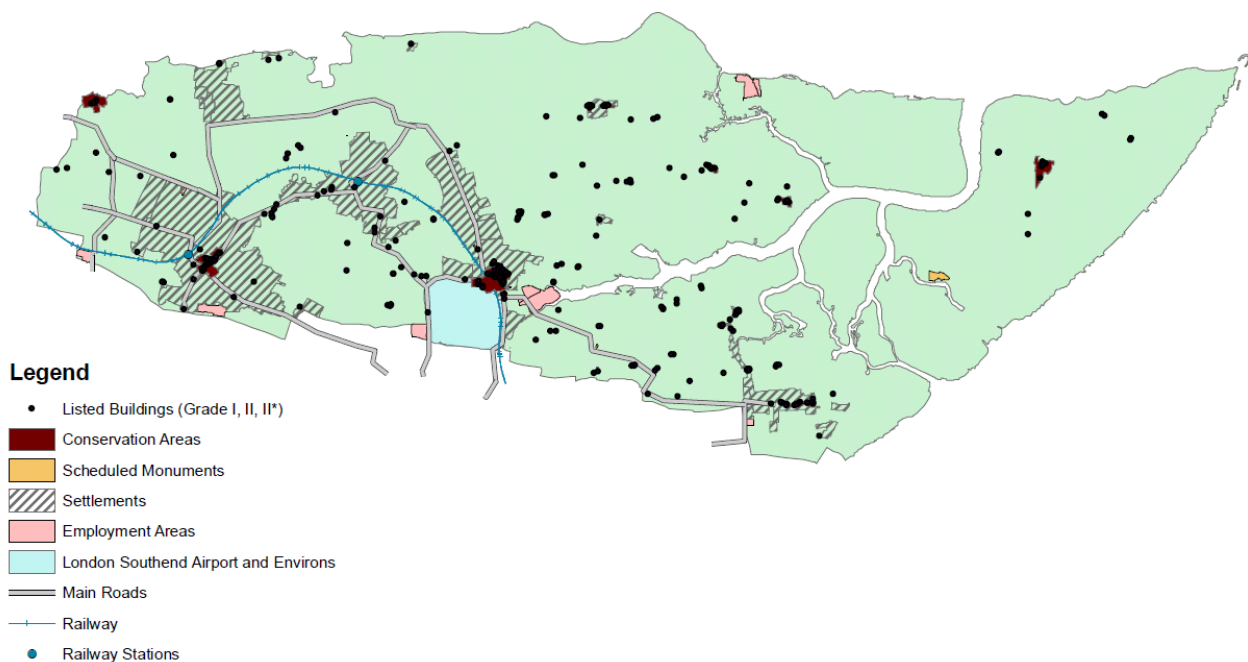 Legend
Listed Buildings (Grade I, II, II*)
Conservation Areas
Scheduled Monuments
Settlements
Employment Areas
London Southend Airport and Environs
Main Roads
Railway
Railway Stations